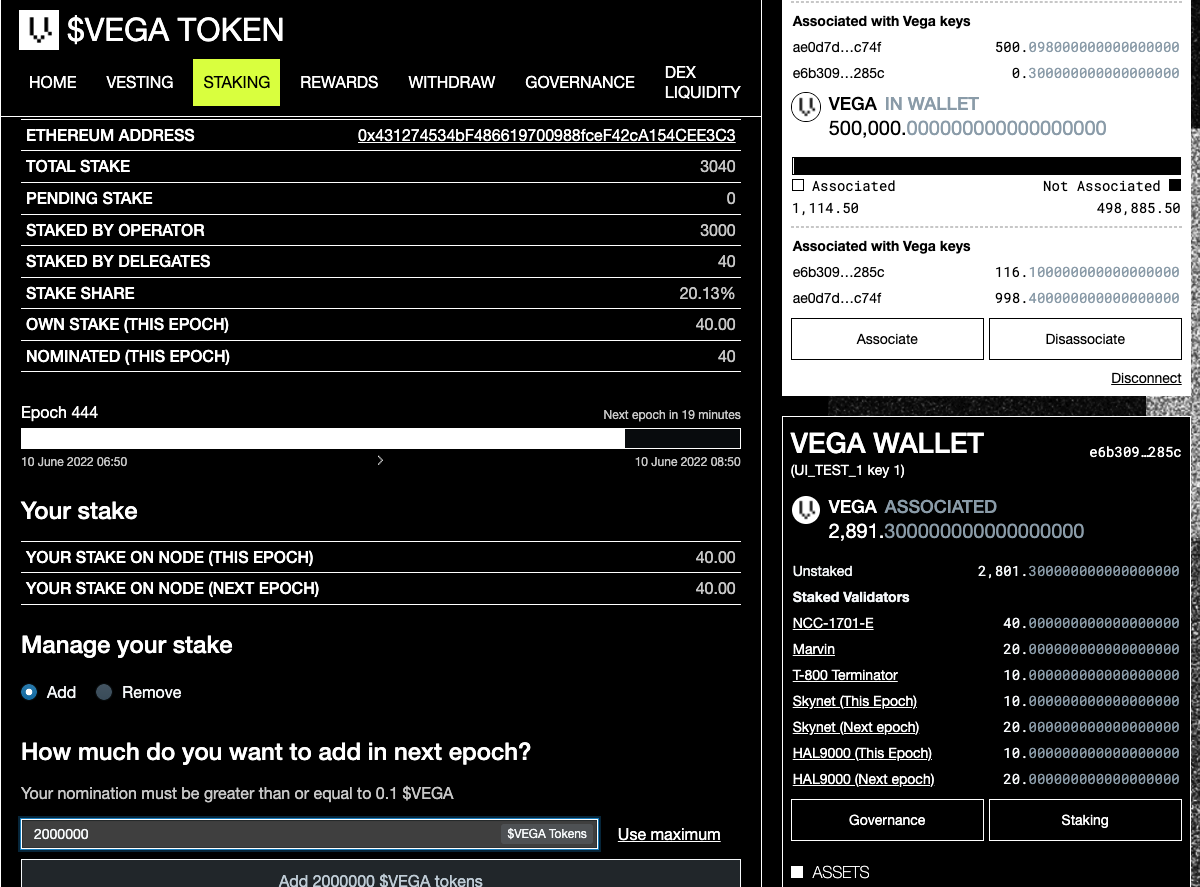 $VEGA TOKEN
HOME VESTING STAKING REWARDS WITHDRAW GOVERNANCE DEX LIQUIDITY
ETHEREUM ADDRESS 0x431274534bF486619700988fceF42cA154CEE3C3
TOTAL STAKE 3040
PENDING STAKE 0
STAKED BY OPERATOR 3000
STAKED BY DELEGATES 40
STAKE SHARE 20.13%
OWN STAKE (THIS EPOCH) 40.00
NOMINATED (THIS EPOCH) 40
Epoch 444 Next epoch in 19 minutes
10 June 2022 06:50 10 June 2022 08:50
Your stake
YOUR STAKE ON NODE (THIS EPOCH) 40.00
YOUR STAKE ON NODE (NEXT EPOCH) 40.00
Manage your stake
Add Remove
How much do you want to add in next epoch?
Your nomination must be greater than or equal to 0.1 $VEGA
2000000 $VEGA Tokens Use maximum
Add 2000000 $VEGA tokens
Associated with Vega keys
ae0d7d…c74f 500.098000000000000000
e6b309…285c 0.300000000000000000
VEGA IN WALLET
500,000.000000000000000000
Associated Not Associated
1,114.50 498,885.50
Associated with Vega keys
e6b309…285c 116.100000000000000000
ae0d7d…c74f 998.400000000000000000
Associate Disassociate
Disconnect
VEGA WALLET e6b309…285c
(UI_TEST_1 key 1)
VEGA ASSOCIATED
2,891.300000000000000000
Unstaked 2,801.300000000000000000
Staked Validators
NCC-1701-E 40.000000000000000000
Marvin 20.000000000000000000
T-800 Terminator 10.000000000000000000
Skynet (This Epoch) 10.000000000000000000
Skynet (Next epoch) 20.000000000000000000
HAL9000 (This Epoch) 10.000000000000000000
HAL9000 (Next epoch) 20.000000000000000000
Governance Staking
ASSETS